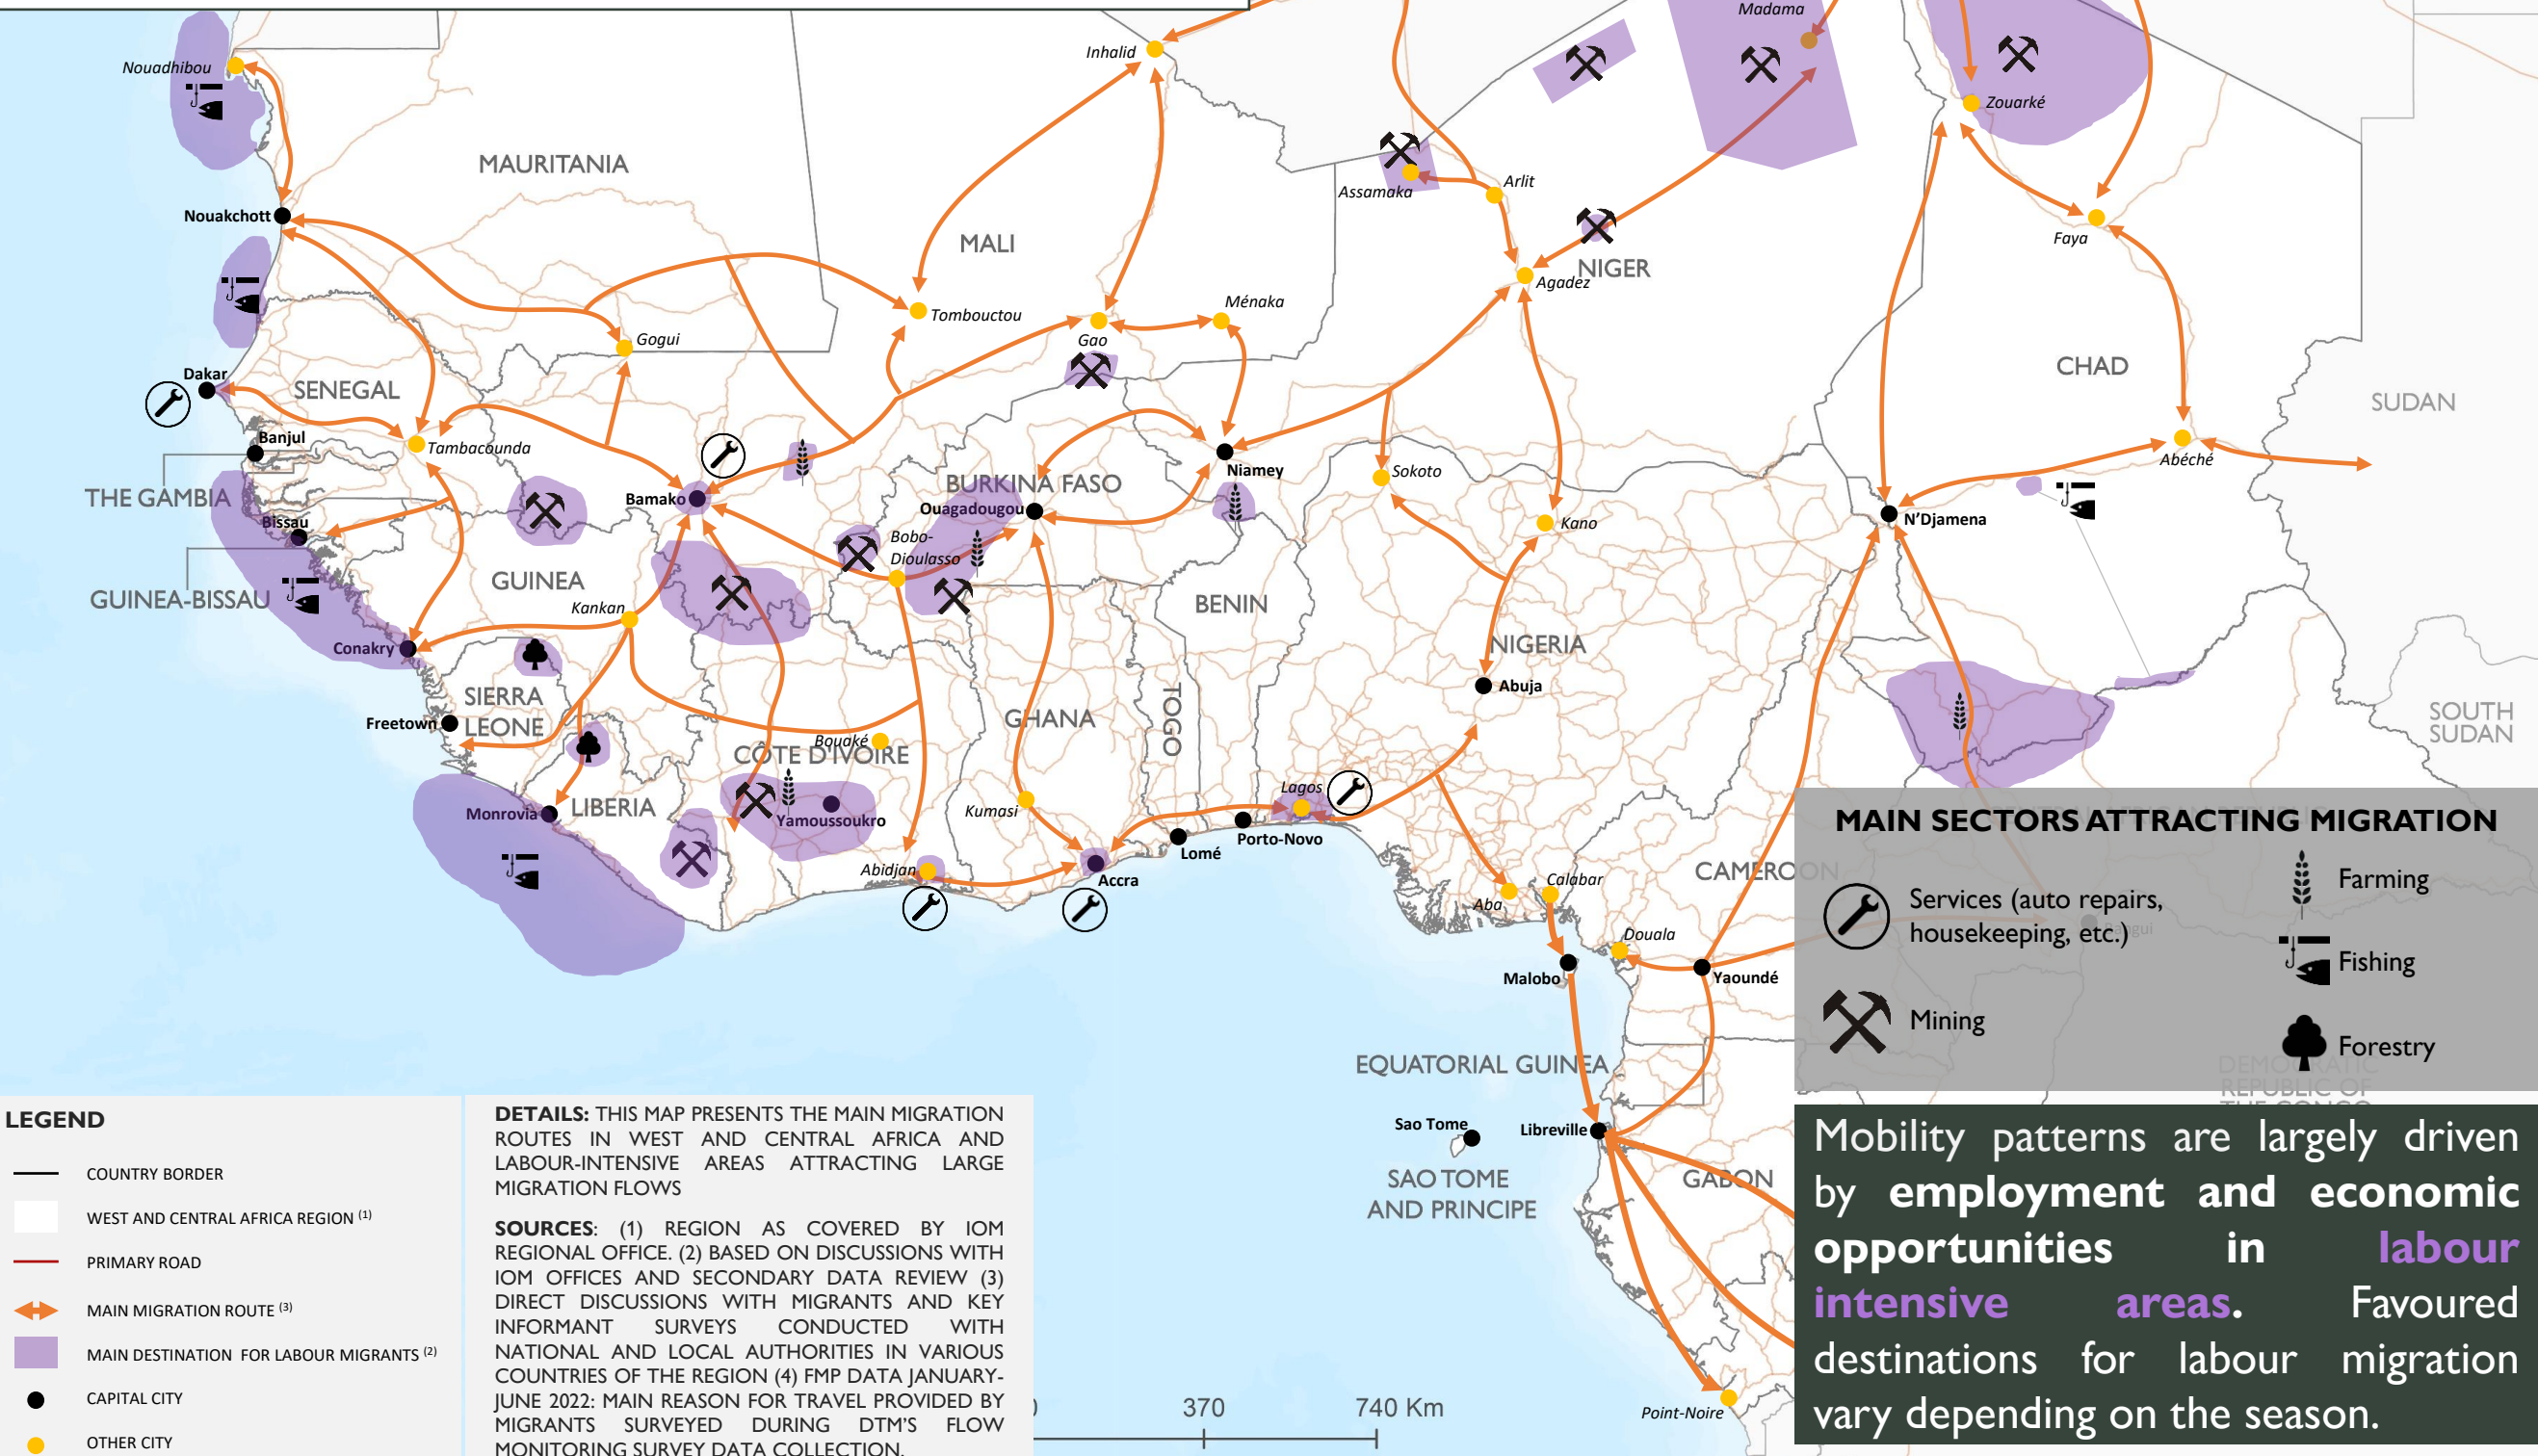 Madama
Inhalid
Nouadhibou
Zouarké
MAURITANIA
Assamaka
Arlit
Nouakchott
MALI
Faya
NIGER
Agadez
Ménaka
Tombouctou
Gogui
Gao
CHAD
Dakar
SENEGAL
SUDAN
Banjul
Tambacounda
Abéché
Niamey
Sokoto
THE GAMBIA
Bamako
BURKINA FASO
Ouagadougou
Bissau
Kano
N'Djamena
Bobo-
Dioulasso
GUINEA
GUINEA-BISSAU
Kankan
BENIN
Conakry
NIGERIA
Abuja
SIERRA
LEONE
TOGO
Freetown
GHANA
SOUTH
SUDAN
Bouaké
CÔTE D'IVOIRE
Lagos
Monrovia
LIBERIA
Kumasi
Yamoussoukro
Porto-Novo
Lomé
Abidjan
Accra
CAMEROON
Calabar
Aba
Douala
Malobo
Yaoundé
EQUATORIAL GUINEA
Sao Tome
Libreville
SAO TOME
AND PRINCIPE
GABON
Point-Noire
MAIN SECTORS ATTRACTING MIGRATION
Services (auto repairs,
housekeeping, etc.)
Mining
Farming
Fishing
Forestry
DEMOCRATIC
REPUBLIC OF
THE CONGO
LEGEND
COUNTRY BORDER
WEST AND CENTRAL AFRICA REGION (1)
PRIMARY ROAD
MAIN MIGRATION ROUTE (3)
MAIN DESTINATION FOR LABOUR MIGRANTS (2)
CAPITAL CITY
OTHER CITY
DETAILS: THIS MAP PRESENTS THE MAIN MIGRATION
ROUTES IN WEST AND CENTRAL AFRICA AND
LABOUR-INTENSIVE AREAS ATTRACTING LARGE
MIGRATION FLOWS
SOURCES: (1) REGION AS COVERED BY IOM
REGIONAL OFFICE. (2) BASED ON DISCUSSIONS WITH
IOM OFFICES AND SECONDARY DATA REVIEW (3)
DIRECT DISCUSSIONS WITH MIGRANTS AND KEY
INFORMANT SURVEYS CONDUCTED WITH
NATIONAL AND LOCAL AUTHORITIES IN VARIOUS
COUNTRIES OF THE REGION (4) FMP DATA JANUARY-
JUNE 2022: MAIN REASON FOR TRAVEL PROVIDED BY
MIGRANTS SURVEYED DURING DTM'S FLOW
MONITORING SURVEY DATA COLLECTION.
370
740 Km
Mobility patterns are largely driven
by employment and economic
opportunities in labour
intensive areas. Favoured
destinations for labour migration
vary depending on the season.